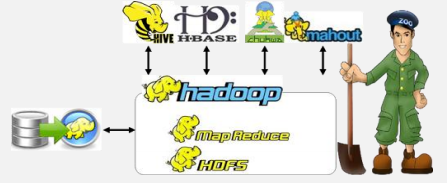 HIVE
HBASE
chukwa
mahout
ZOO
hadoop
Map Reduce
HDFS